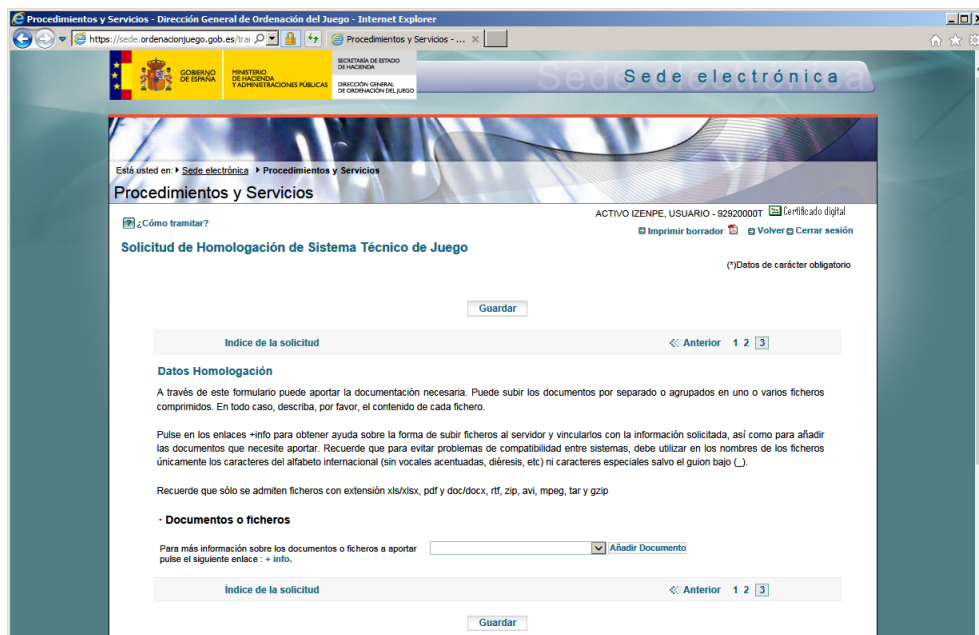 Procedimientos y Servicios - Dirección General de Ordenación del Juego - Internet Explorer
https://sede.ordenacionjuego.gob.es/tra
Procedimientos y Servicios - ...
GOBIERNO DE ESPAÑA
MINISTERIO DE HACIENDA Y ADMINISTRACIONES PÚBLICAS
SECRETARÍA DE ESTADO DE HACIENDA
DIRECCIÓN GENERAL DE ORDENACIÓN DEL JUEGO
Sede electrónica
Está usted en: Sede electrónica Procedimientos y Servicios
Procedimientos y Servicios
¿Cómo tramitar?
ACTIVO IZENPE, USUARIO - 92920000T Certificado digital
Imprimir borrador Volver Cerrar sesión
Solicitud de Homologación de Sistema Técnico de Juego
(*)Datos de carácter obligatorio
Guardar
Indice de la solicitud Anterior 1 2 3
Datos Homologación
A través de este formulario puede aportar la documentación necesaria. Puede subir los documentos por separado o agrupados en uno o varios ficheros
comprimidos. En todo caso, describa, por favor, el contenido de cada fichero.
Pulse en los enlaces +info para obtener ayuda sobre la forma de subir ficheros al servidor y vincularlos con la información solicitada, así como para añadir
las documentos que necesite aportar. Recuerde que para evitar problemas de compatibilidad entre sistemas, debe utilizar en los nombres de los ficheros
únicamente los caracteres del alfabeto internacional (sin vocales acentuadas, diéresis, etc) ni caracteres especiales salvo el guion bajo (_).
Recuerde que sólo se admiten ficheros con extensión xls/xlsx, pdf y doc/docx, rtf, zip, avi, mpeg, tar y gzip
· Documentos o ficheros
Para más información sobre los documentos o ficheros a aportar
pulse el siguiente enlace : + info.
Añadir Documento
Índice de la solicitud Anterior 1 2 3
Guardar